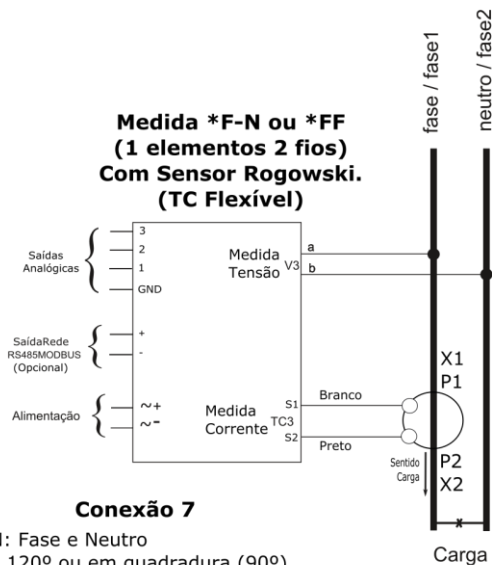 fase / fase1
neutro / fase2
Medida *F-N ou *FF
(1 elementos 2 fios)
Com Sensor Rogowski.
(TC Flexível)
Saídas
Analógicas
3
2
1
GND
Medida
Tensão
V3
a
b
SaídaRede
RS485MODBUS
(Opcional)
+
-
Alimentação
~+
~-
Medida
Corrente
TC3
S1
S2
Branco
Preto
X1
P1
P2
X2
Sentido
Carga
x
Carga
Conexão 7
: Fase e Neutro
120º ou em quadradura (90º)